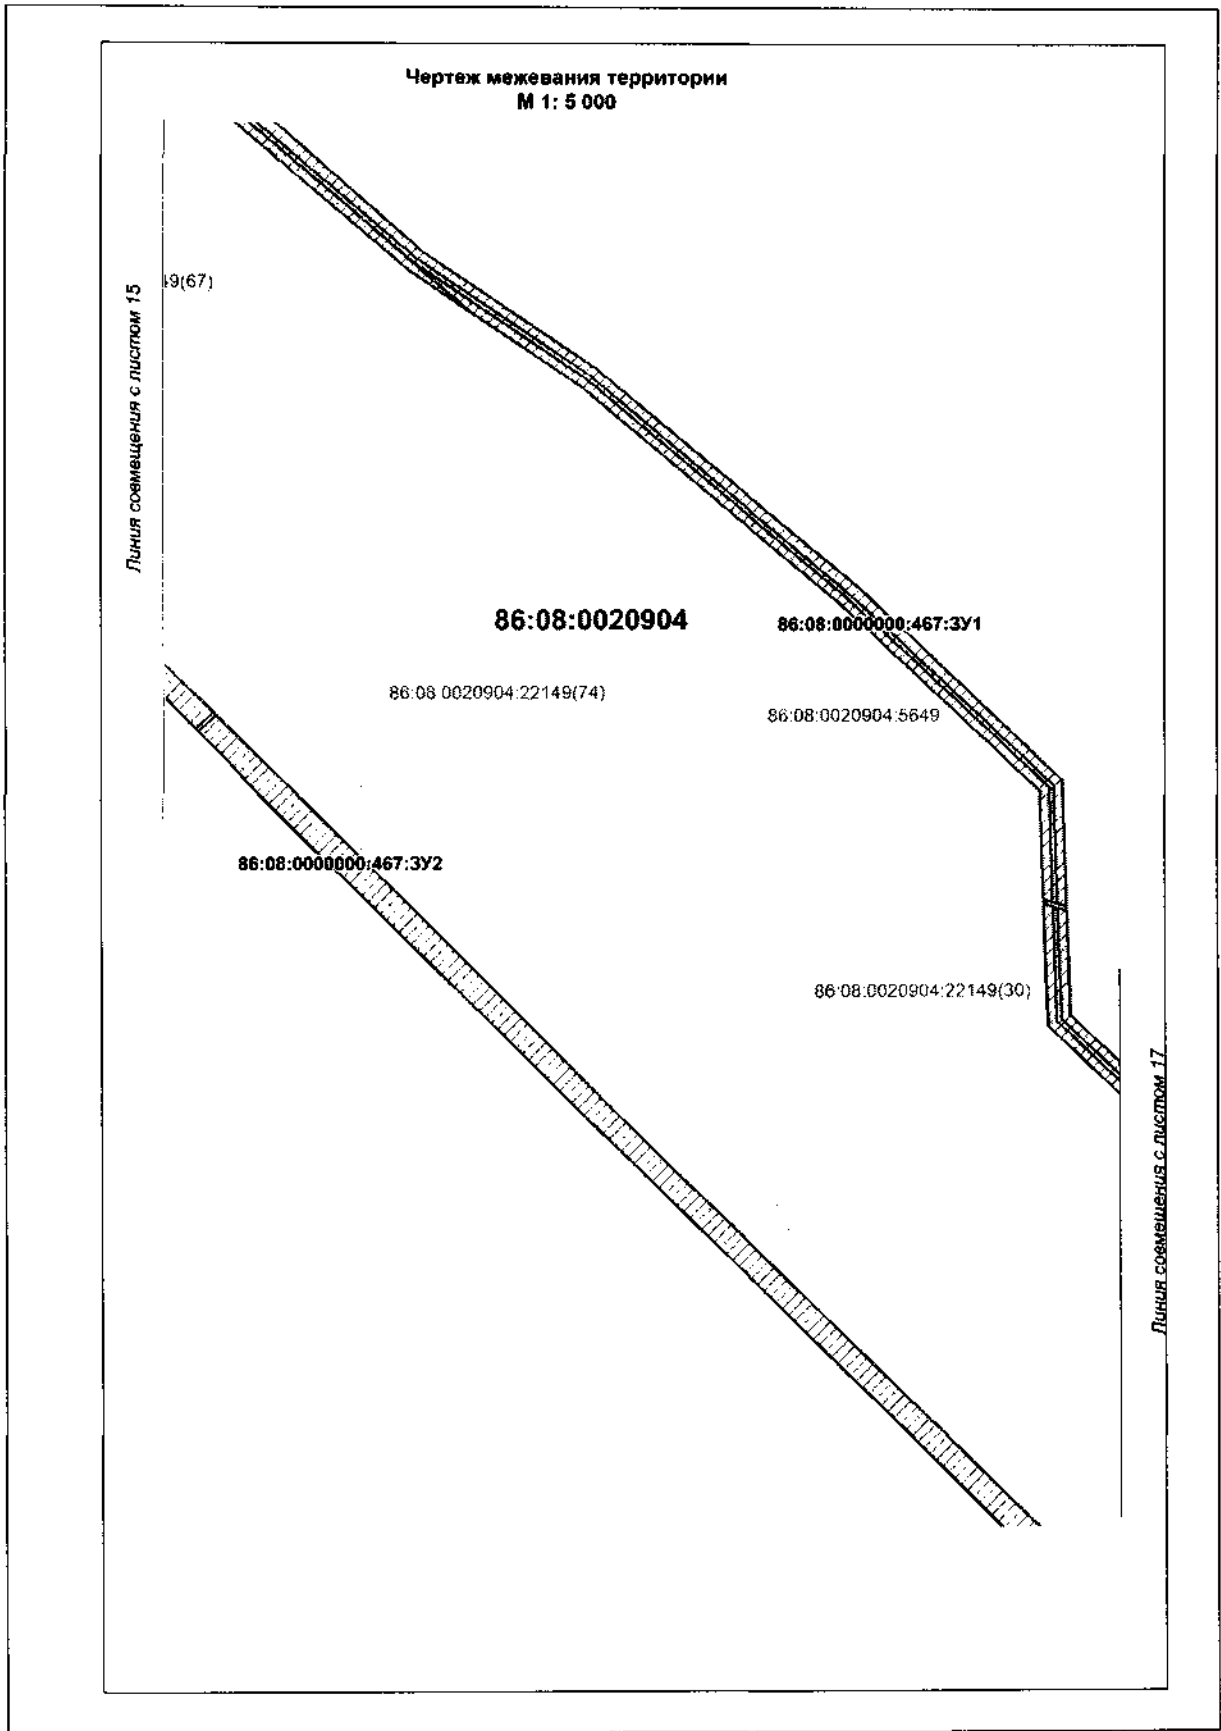 Чертеж межевания территории
М 1: 5 000
Линия совмещения с листом 15
49(67)
86:08:0020904
86:08:0000000:467:ЗУ1
86:08 0020904:22149(74)
86:08:0020904:5649
86:08:0000000:467:ЗУ2
86:08:0020904:22149(30)
Линия совмещения с листом 17